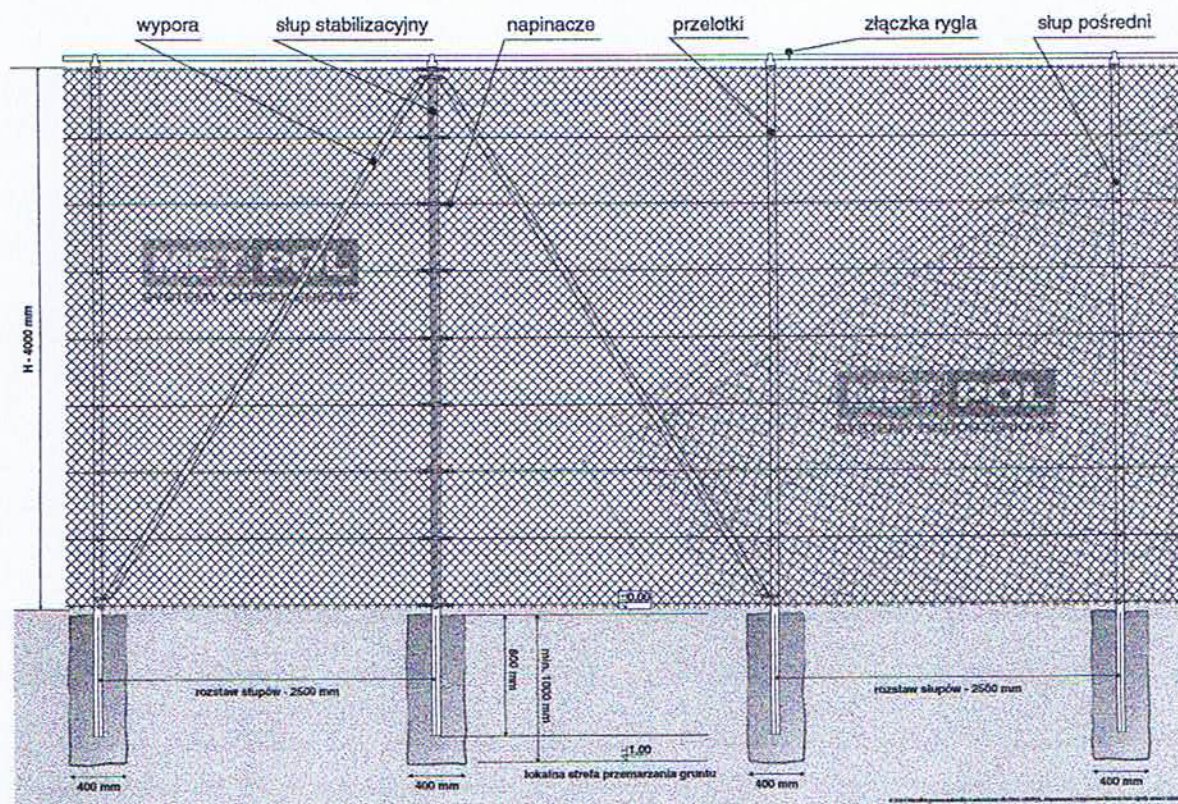 wypora
słup stabilizacyjny
napinacze
przelotki
złączka rygla
słup pośredni
H - 4000 mm
±0.00
800 mm
min. 1000 mm
rozstaw słupów - 2500 mm
rozstaw słupów - 2500 mm
-1.00
lokalna strefa przemarzania gruntu
400 mm
400 mm
400 mm
400 mm